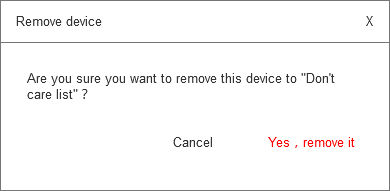 Remove device X
Are you sure you want to remove this device to "Don't
care list" ?
Cancel Yes , remove it